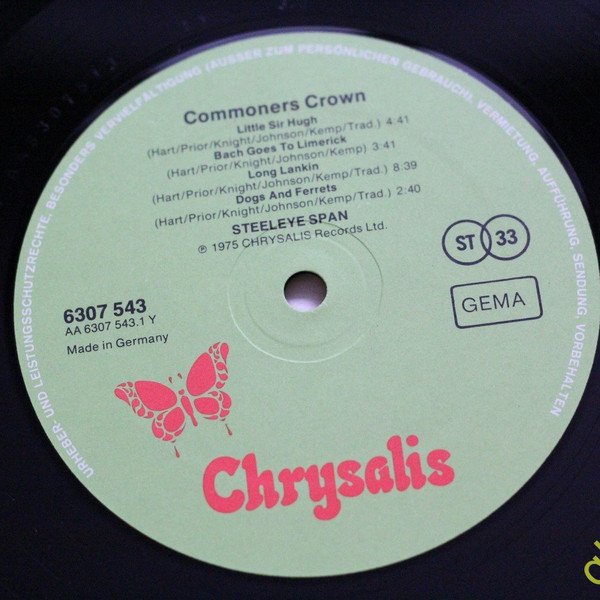 URHEBER- UND LEISTUNGSSCHUTZRECHTE, BESONDERS VERVIELFÄLTIGUNG (AUSSER ZUM PERSÖNLICHEN GEBRAUCH), VERMIETUNG, AUFFÜHRUNG, SENDUNG, VORBEHALTEN
Commoners Crown
Little Sir Hugh
(Hart/Prior/Knight/Johnson/Kemp/Trad.) 4:41
Bach Goes To Limerick
(Hart/Prior/Knight/Johnson/Kemp) 3:41
Long Lankin
(Hart/Prior/Knight/Johnson/Kemp/Trad.) 8:39
Dogs And Ferrets
(Hart/Prior/Knight/Johnson/Kemp/Trad.) 2:40
STEELEYE SPAN
℗ 1975 CHRYSALIS Records Ltd.
ST 33
GEMA
6307 543
AA 6307 543.1 Y
Made in Germany
Chrysalis